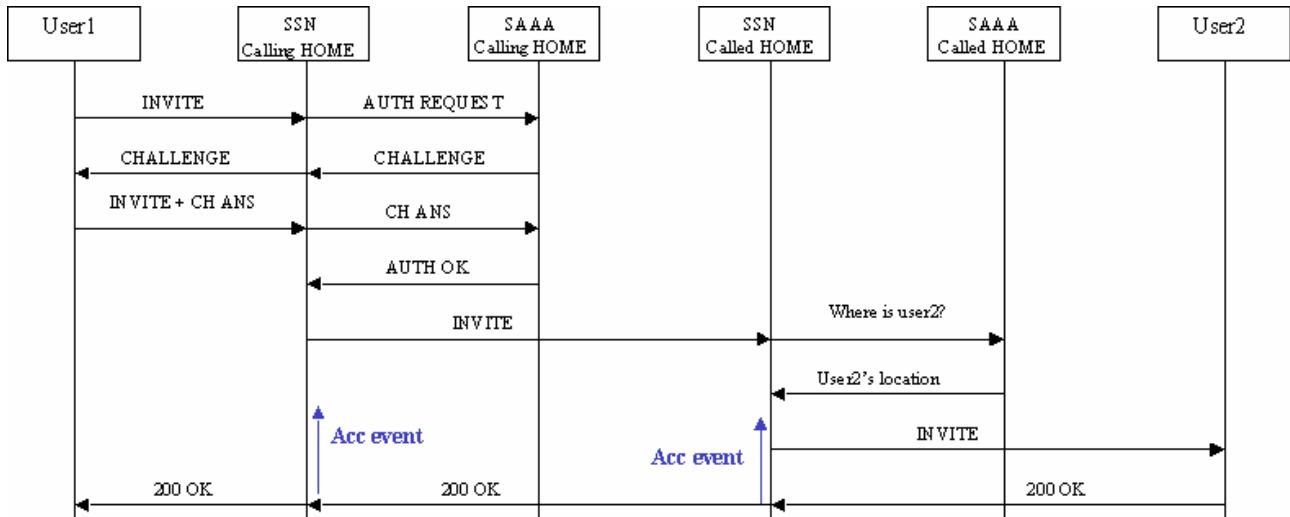 User1
SSN
Calling HOME
SAAA
Calling HOME
SSN
Called HOME
SAAA
Called HOME
User2
INVITE
AUTH REQUEST
CHALLENGE
CHALLENGE
INVITE + CH ANS
CH ANS
AUTH OK
INVITE
Where is user2?
User2's location
Acc event
Acc event
INVITE
200 OK
200 OK
200 OK